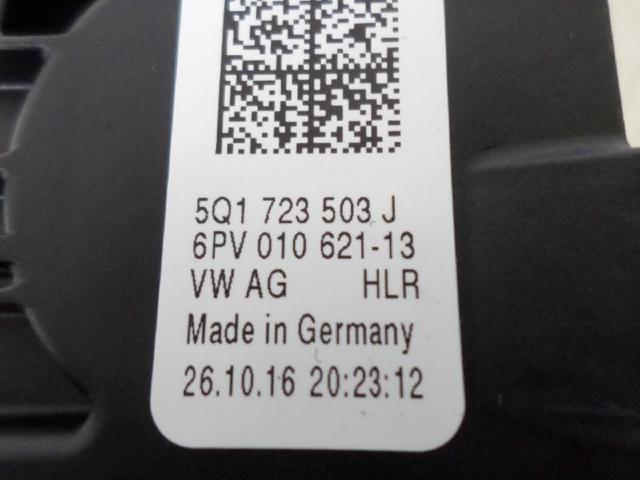 5Q1 723 503 J
6PV 010 621-13
VW AG HLR
Made in Germany
26.10.16 20:23:12